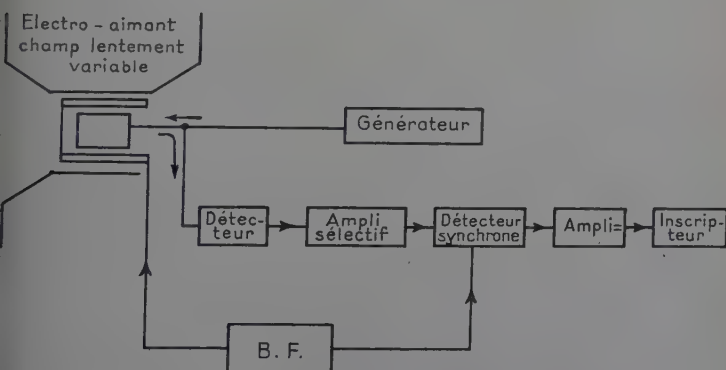 Electro-aimant
champ lentement
variable
Générateur
Détec-
teur
Ampli
sélectif
Détecteur
synchrone
Ampli=
Inscrip-
teur
B. F.